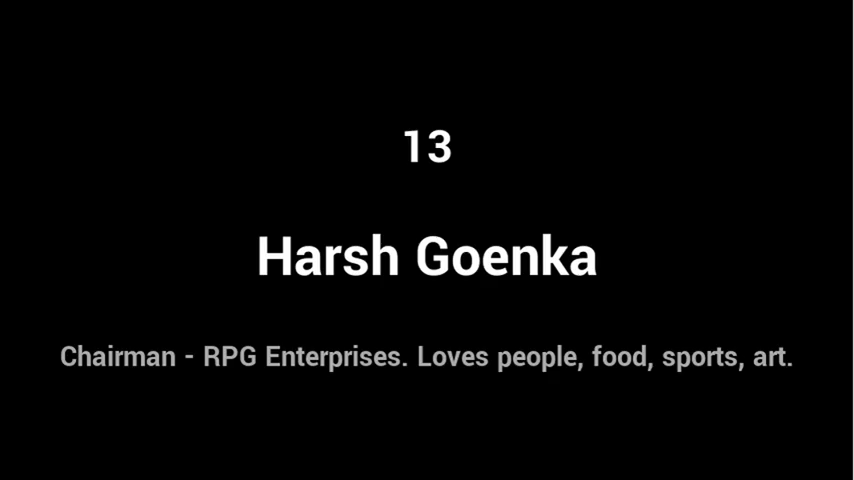 13
Harsh Goenka
Chairman - RPG Enterprises. Loves people, food, sports, art.